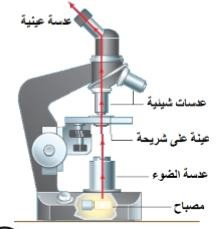 عدسة عينية
عدسات شيئية
عينة على شريحة
عدسة الضوء
مصباح